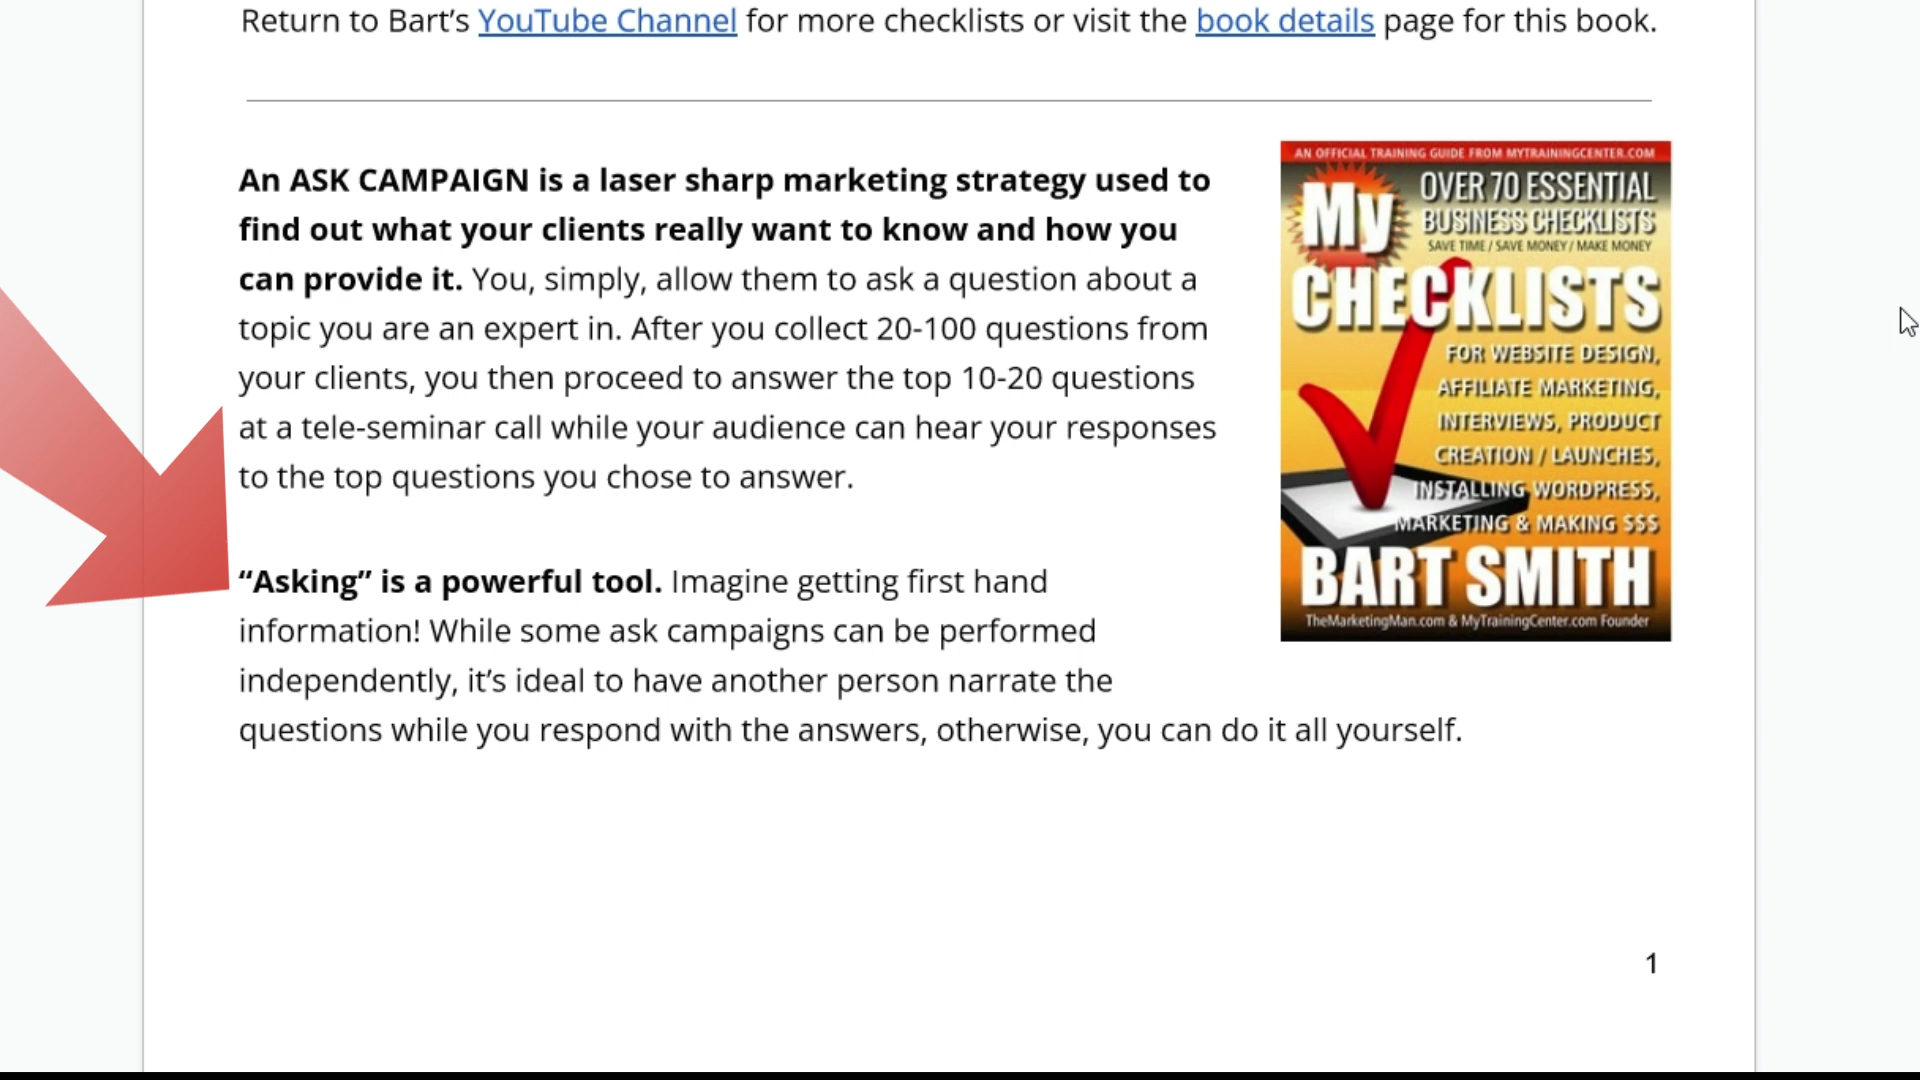 Return to Bart’s YouTube Channel for more checklists or visit the book details page for this book.
An ASK CAMPAIGN is a laser sharp marketing strategy used to
find out what your clients really want to know and how you
can provide it. You, simply, allow them to ask a question about a
topic you are an expert in. After you collect 20-100 questions from
your clients, you then proceed to answer the top 10-20 questions
at a tele-seminar call while your audience can hear your responses
to the top questions you chose to answer.
“Asking” is a powerful tool. Imagine getting first hand
information! While some ask campaigns can be performed
independently, it’s ideal to have another person narrate the
questions while you respond with the answers, otherwise, you can do it all yourself.
AN OFFICIAL TRAINING GUIDE FROM MYTRAININGCENTER.COM
OVER 70 ESSENTIAL
BUSINESS CHECKLISTS
SAVE TIME / SAVE MONEY / MAKE MONEY
My
CHECKLISTS
FOR WEBSITE DESIGN,
AFFILIATE MARKETING,
INTERVIEWS, PRODUCT
CREATION / LAUNCHES,
INSTALLING WORDPRESS,
MARKETING & MAKING $$$
BART SMITH
TheMarketingMan.com & MyTrainingCenter.com Founder
1